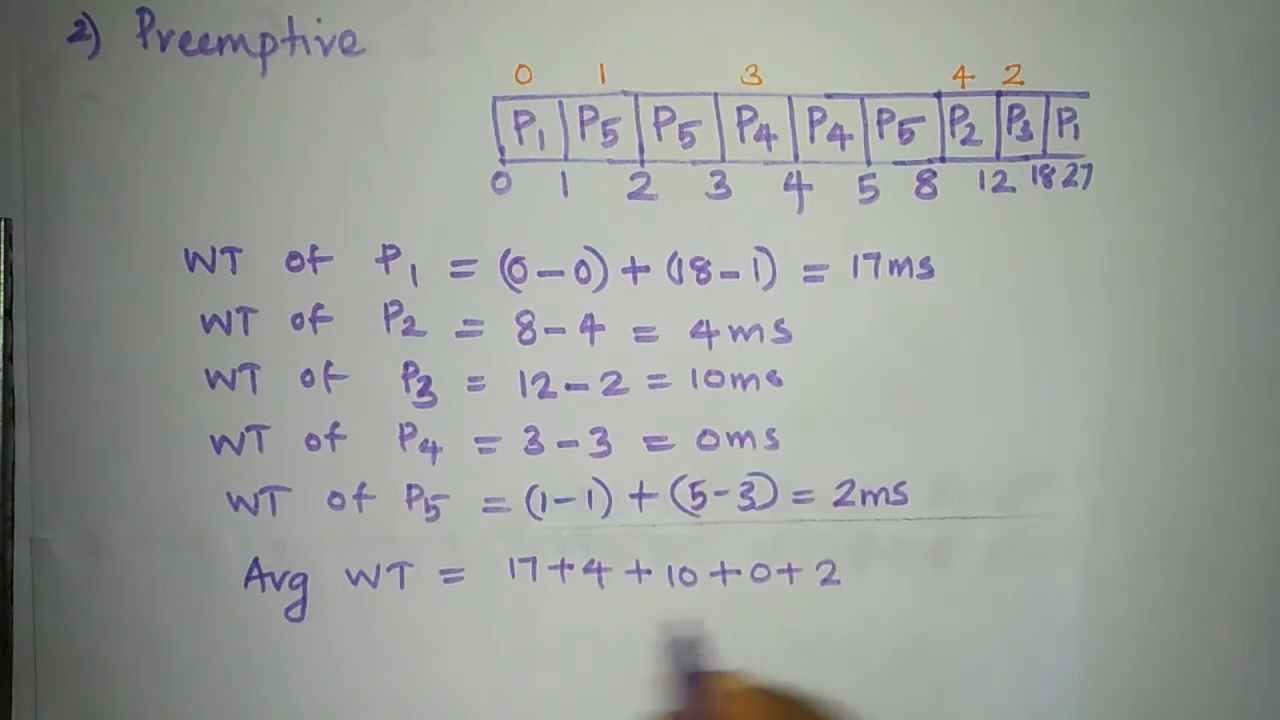 2) Preemptive
0 1 3 4 2
P1 P5 P5 P4 P4 P5 P2 P3 P1
0 1 2 3 4 5 8 12 18 27
WT of P1 = (0-0) + (18-1) = 17ms
WT of P2 = 8-4 = 4ms
WT of P3 = 12-2 = 10ms
WT of P4 = 3-3 = 0ms
WT of P5 = (1-1) + (5-3) = 2ms
Avg WT = 17+4+10+0+2